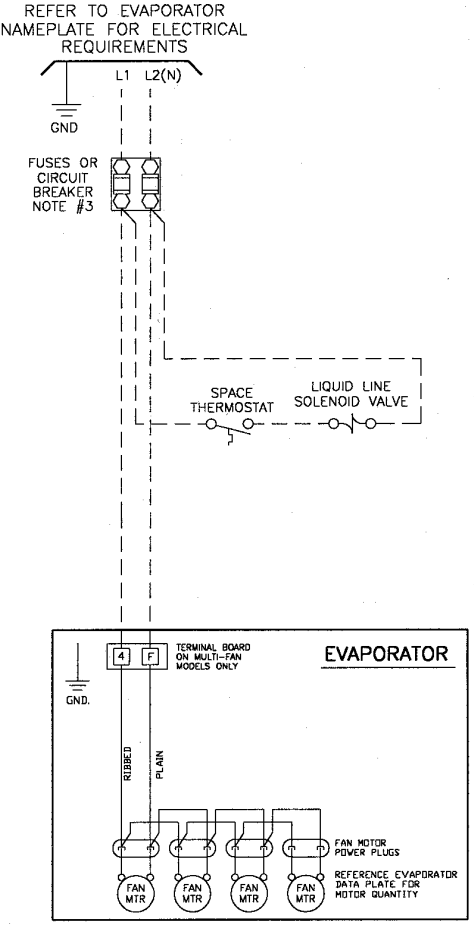 REFER TO EVAPORATOR
NAMEPLATE FOR ELECTRICAL
REQUIREMENTS
L1 L2(N)
GND
FUSES OR
CIRCUIT
BREAKER
NOTE #3
SPACE
THERMOSTAT
LIQUID LINE
SOLENOID VALVE
4 F
TERMINAL BOARD
ON MULTI-FAN
MODELS ONLY
EVAPORATOR
GND.
RIBBED
PLAIN
FAN MOTOR
POWER PLUGS
FAN
MTR
FAN
MTR
FAN
MTR
FAN
MTR
REFERENCE EVAPORATOR
DATA PLATE FOR
MOTOR QUANTITY